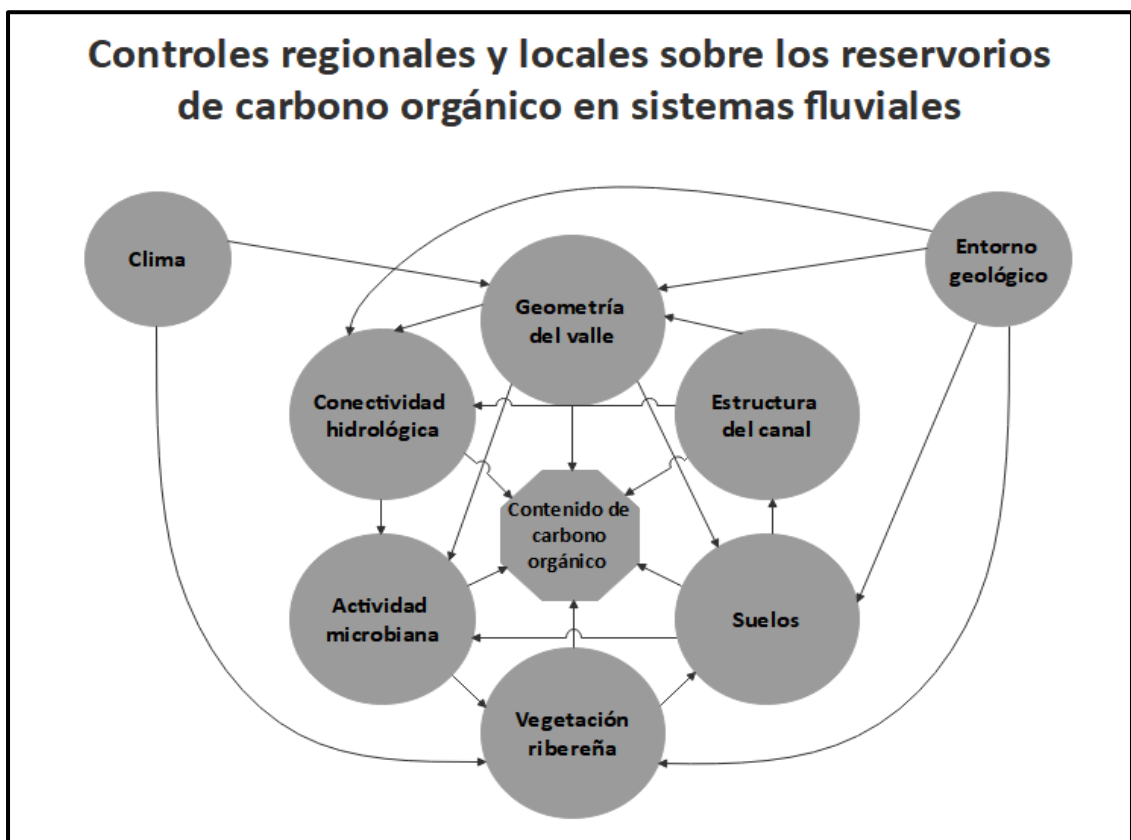 Controles regionales y locales sobre los reservorios
de carbono orgánico en sistemas fluviales
Clima
Entorno
geológico
Geometría
del valle
Conectividad
hidrológica
Estructura
del canal
Contenido de
carbono
orgánico
Actividad
microbiana
Suelos
Vegetación
ribereña